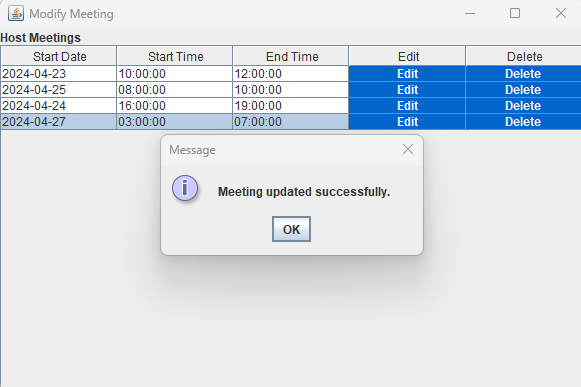 Modify Meeting
Host Meetings
Start Date Start Time End Time Edit Delete
2024-04-23 10:00:00 12:00:00 Edit Delete
2024-04-25 08:00:00 10:00:00 Edit Delete
2024-04-24 16:00:00 19:00:00 Edit Delete
2024-04-27 03:00:00 07:00:00 Edit Delete
Message
Meeting updated successfully.
OK